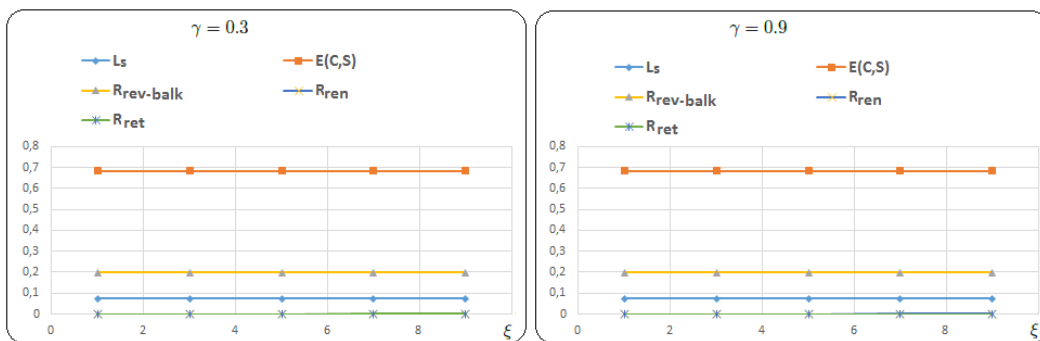 γ = 0.3
Ls E(C,S)
Rrev-balk Rren
Rret
0,8
0,7
0,6
0,5
0,4
0,3
0,2
0,1
0
0 2 4 6 8 ξ
γ = 0.9
Ls E(C,S)
Rrev-balk Rren
Rret
0,8
0,7
0,6
0,5
0,4
0,3
0,2
0,1
0
0 2 4 6 8 ξ